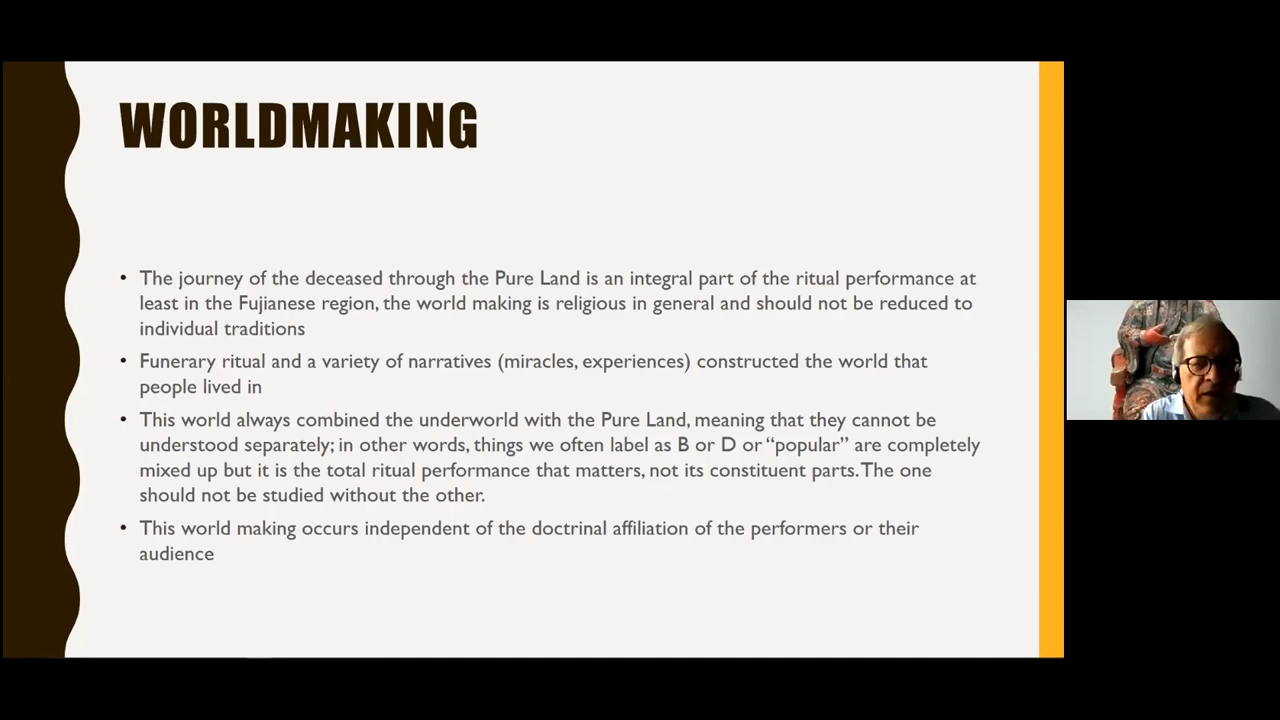 WORLDMAKING
• The journey of the deceased through the Pure Land is an integral part of the ritual performance at
least in the Fujianese region, the world making is religious in general and should not be reduced to
individual traditions
• Funerary ritual and a variety of narratives (miracles, experiences) constructed the world that
people lived in
• This world always combined the underworld with the Pure Land, meaning that they cannot be
understood separately; in other words, things we often label as B or D or “popular” are completely
mixed up but it is the total ritual performance that matters, not its constituent parts. The one
should not be studied without the other.
• This world making occurs independent of the doctrinal affiliation of the performers or their
audience